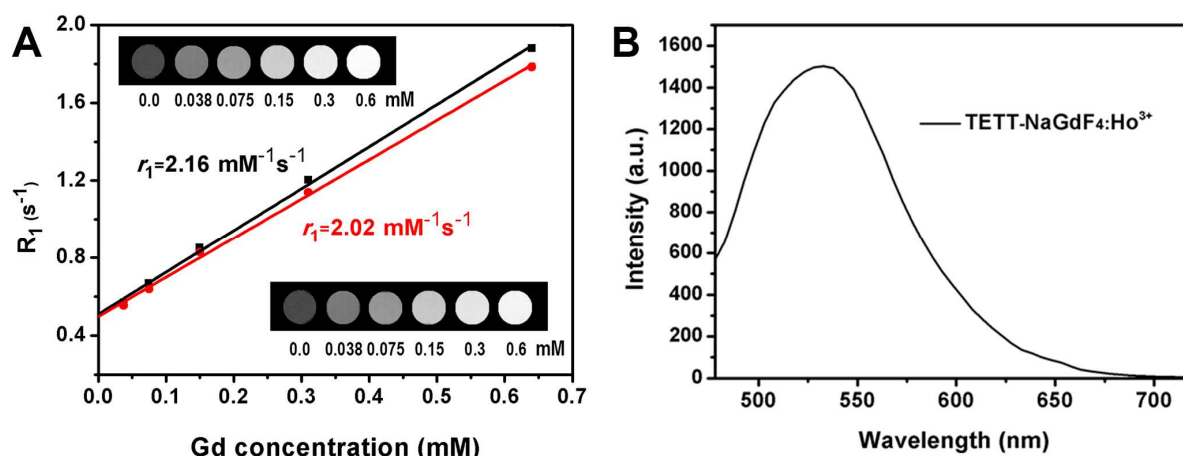 A
R₁ (s⁻¹)
2.0
1.6
1.2
0.8
0.4
0.0 0.038 0.075 0.15 0.3 0.6 mM
r₁=2.16 mM⁻¹s⁻¹
r₁=2.02 mM⁻¹s⁻¹
0.0 0.038 0.075 0.15 0.3 0.6 mM
0.0 0.1 0.2 0.3 0.4 0.5 0.6 0.7
Gd concentration (mM)
B
Intensity (a.u.)
1600
1500
1400
1200
1000
800
600
400
200
0
TETT-NaGdF₄:Ho³⁺
500 550 600 650 700
Wavelength (nm)